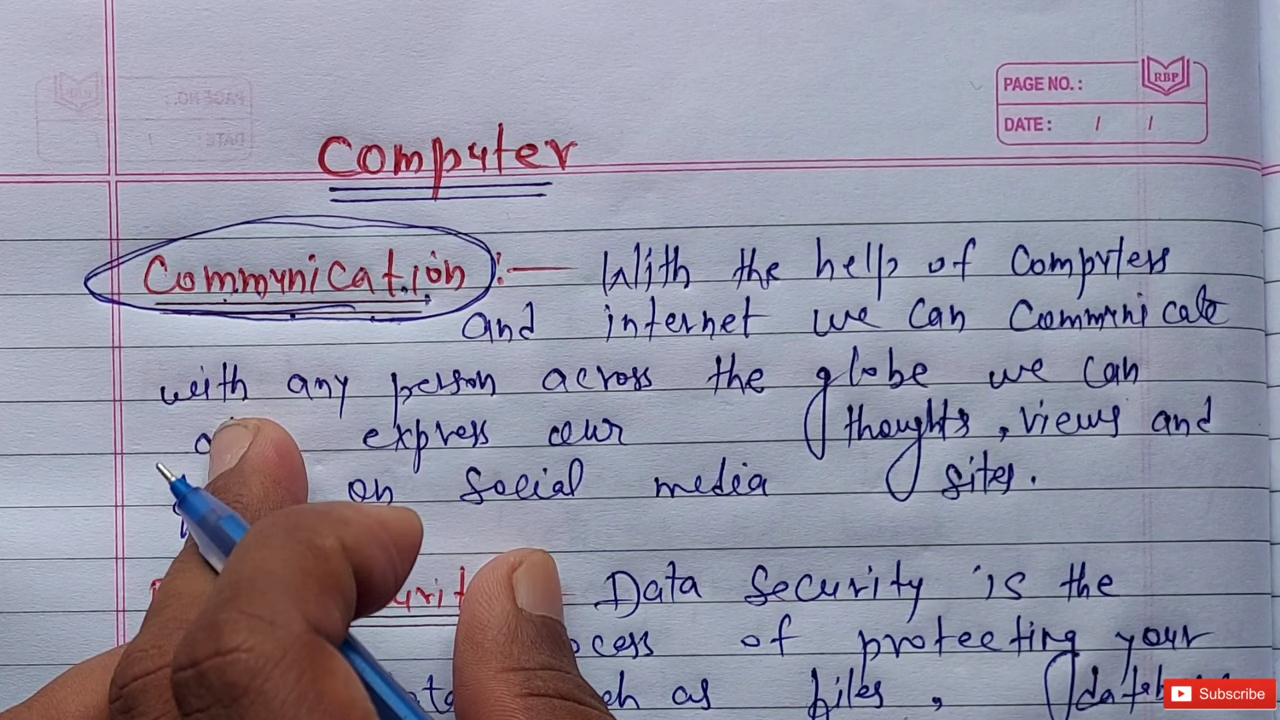 RBP
PAGE NO. :
DATE : / /
Computer
Communication :— With the help of Computers
and internet we can Communicate
with any person across the globe we can
express our thoughts, views and
on Social media sites.
Data Security is the
of protecting your
as files,
Subscribe